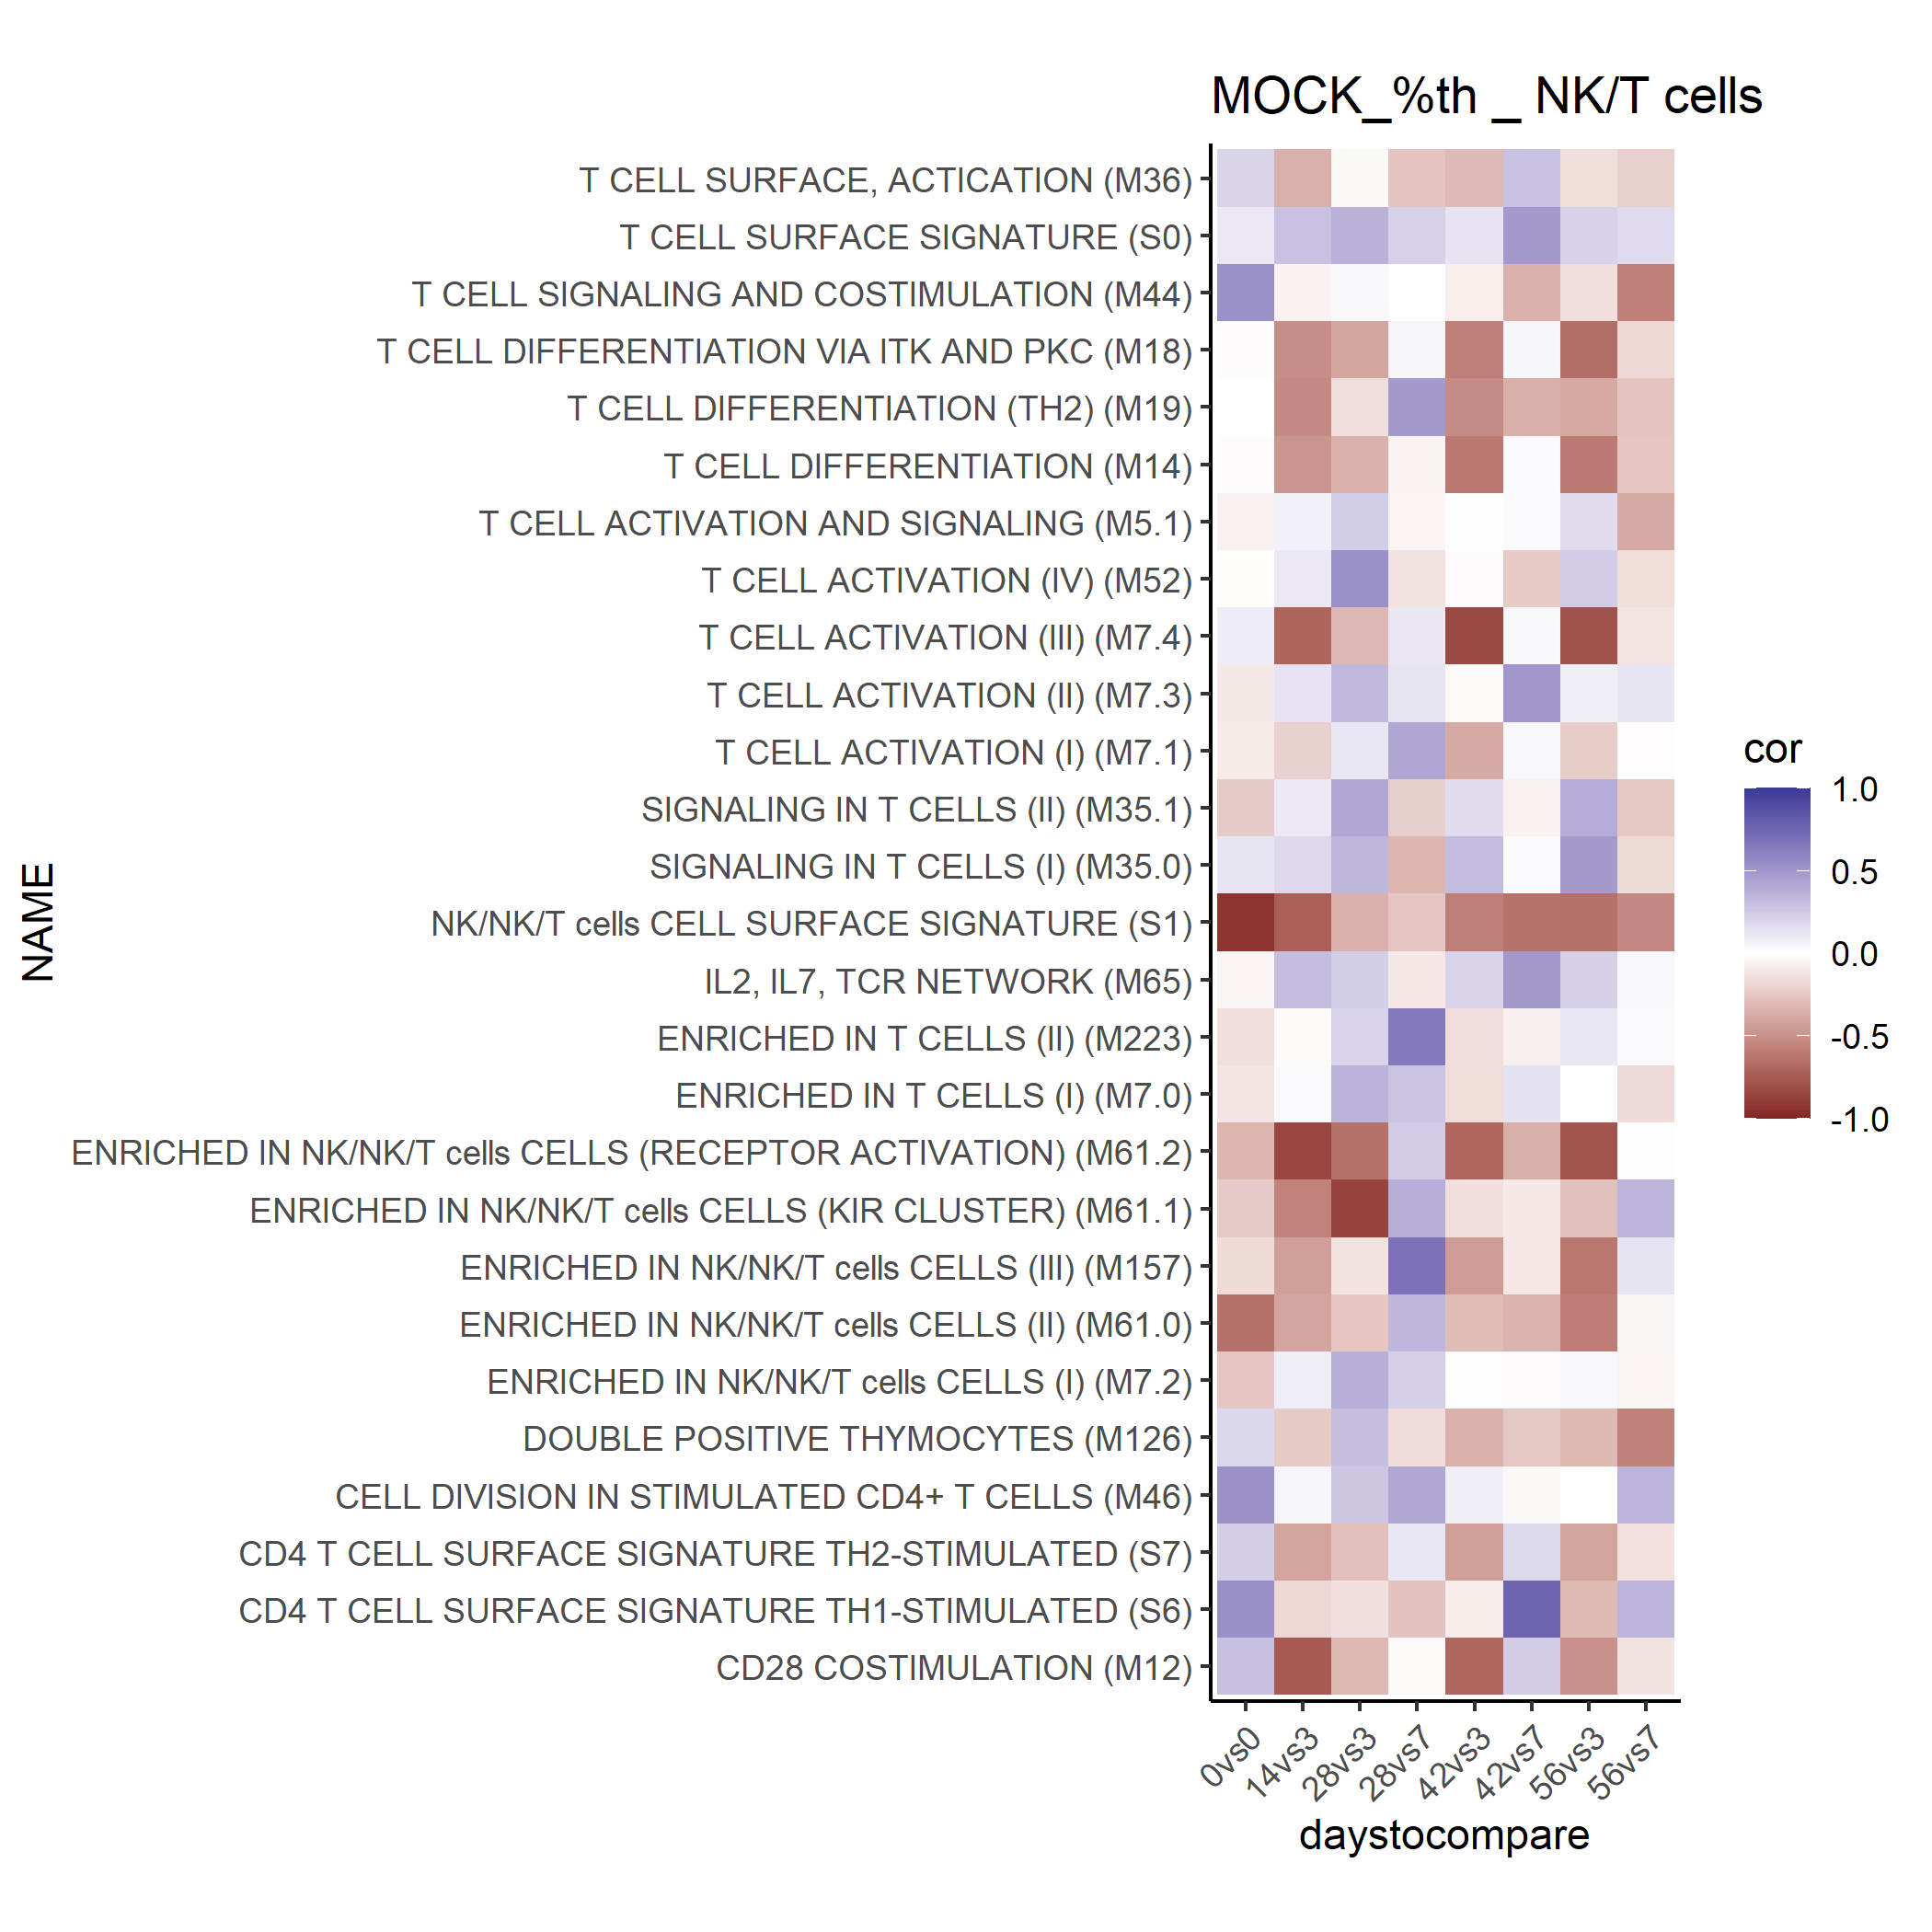 MOCK_%th _ NK/T cells
T CELL SURFACE, ACTICATION (M36)
T CELL SURFACE SIGNATURE (S0)
T CELL SIGNALING AND COSTIMULATION (M44)
T CELL DIFFERENTIATION VIA ITK AND PKC (M18)
T CELL DIFFERENTIATION (TH2) (M19)
T CELL DIFFERENTIATION (M14)
T CELL ACTIVATION AND SIGNALING (M5.1)
T CELL ACTIVATION (IV) (M52)
T CELL ACTIVATION (III) (M7.4)
T CELL ACTIVATION (II) (M7.3)
T CELL ACTIVATION (I) (M7.1)
SIGNALING IN T CELLS (II) (M35.1)
SIGNALING IN T CELLS (I) (M35.0)
NK/NK/T cells CELL SURFACE SIGNATURE (S1)
IL2, IL7, TCR NETWORK (M65)
ENRICHED IN T CELLS (II) (M223)
ENRICHED IN T CELLS (I) (M7.0)
ENRICHED IN NK/NK/T cells CELLS (RECEPTOR ACTIVATION) (M61.2)
ENRICHED IN NK/NK/T cells CELLS (KIR CLUSTER) (M61.1)
ENRICHED IN NK/NK/T cells CELLS (III) (M157)
ENRICHED IN NK/NK/T cells CELLS (II) (M61.0)
ENRICHED IN NK/NK/T cells CELLS (I) (M7.2)
DOUBLE POSITIVE THYMOCYTES (M126)
CELL DIVISION IN STIMULATED CD4+ T CELLS (M46)
CD4 T CELL SURFACE SIGNATURE TH2-STIMULATED (S7)
CD4 T CELL SURFACE SIGNATURE TH1-STIMULATED (S6)
CD28 COSTIMULATION (M12)
NAME
0vs0
14vs3
28vs3
28vs7
42vs3
42vs7
56vs3
56vs7
daystocompare
cor
1.0
0.5
0.0
-0.5
-1.0